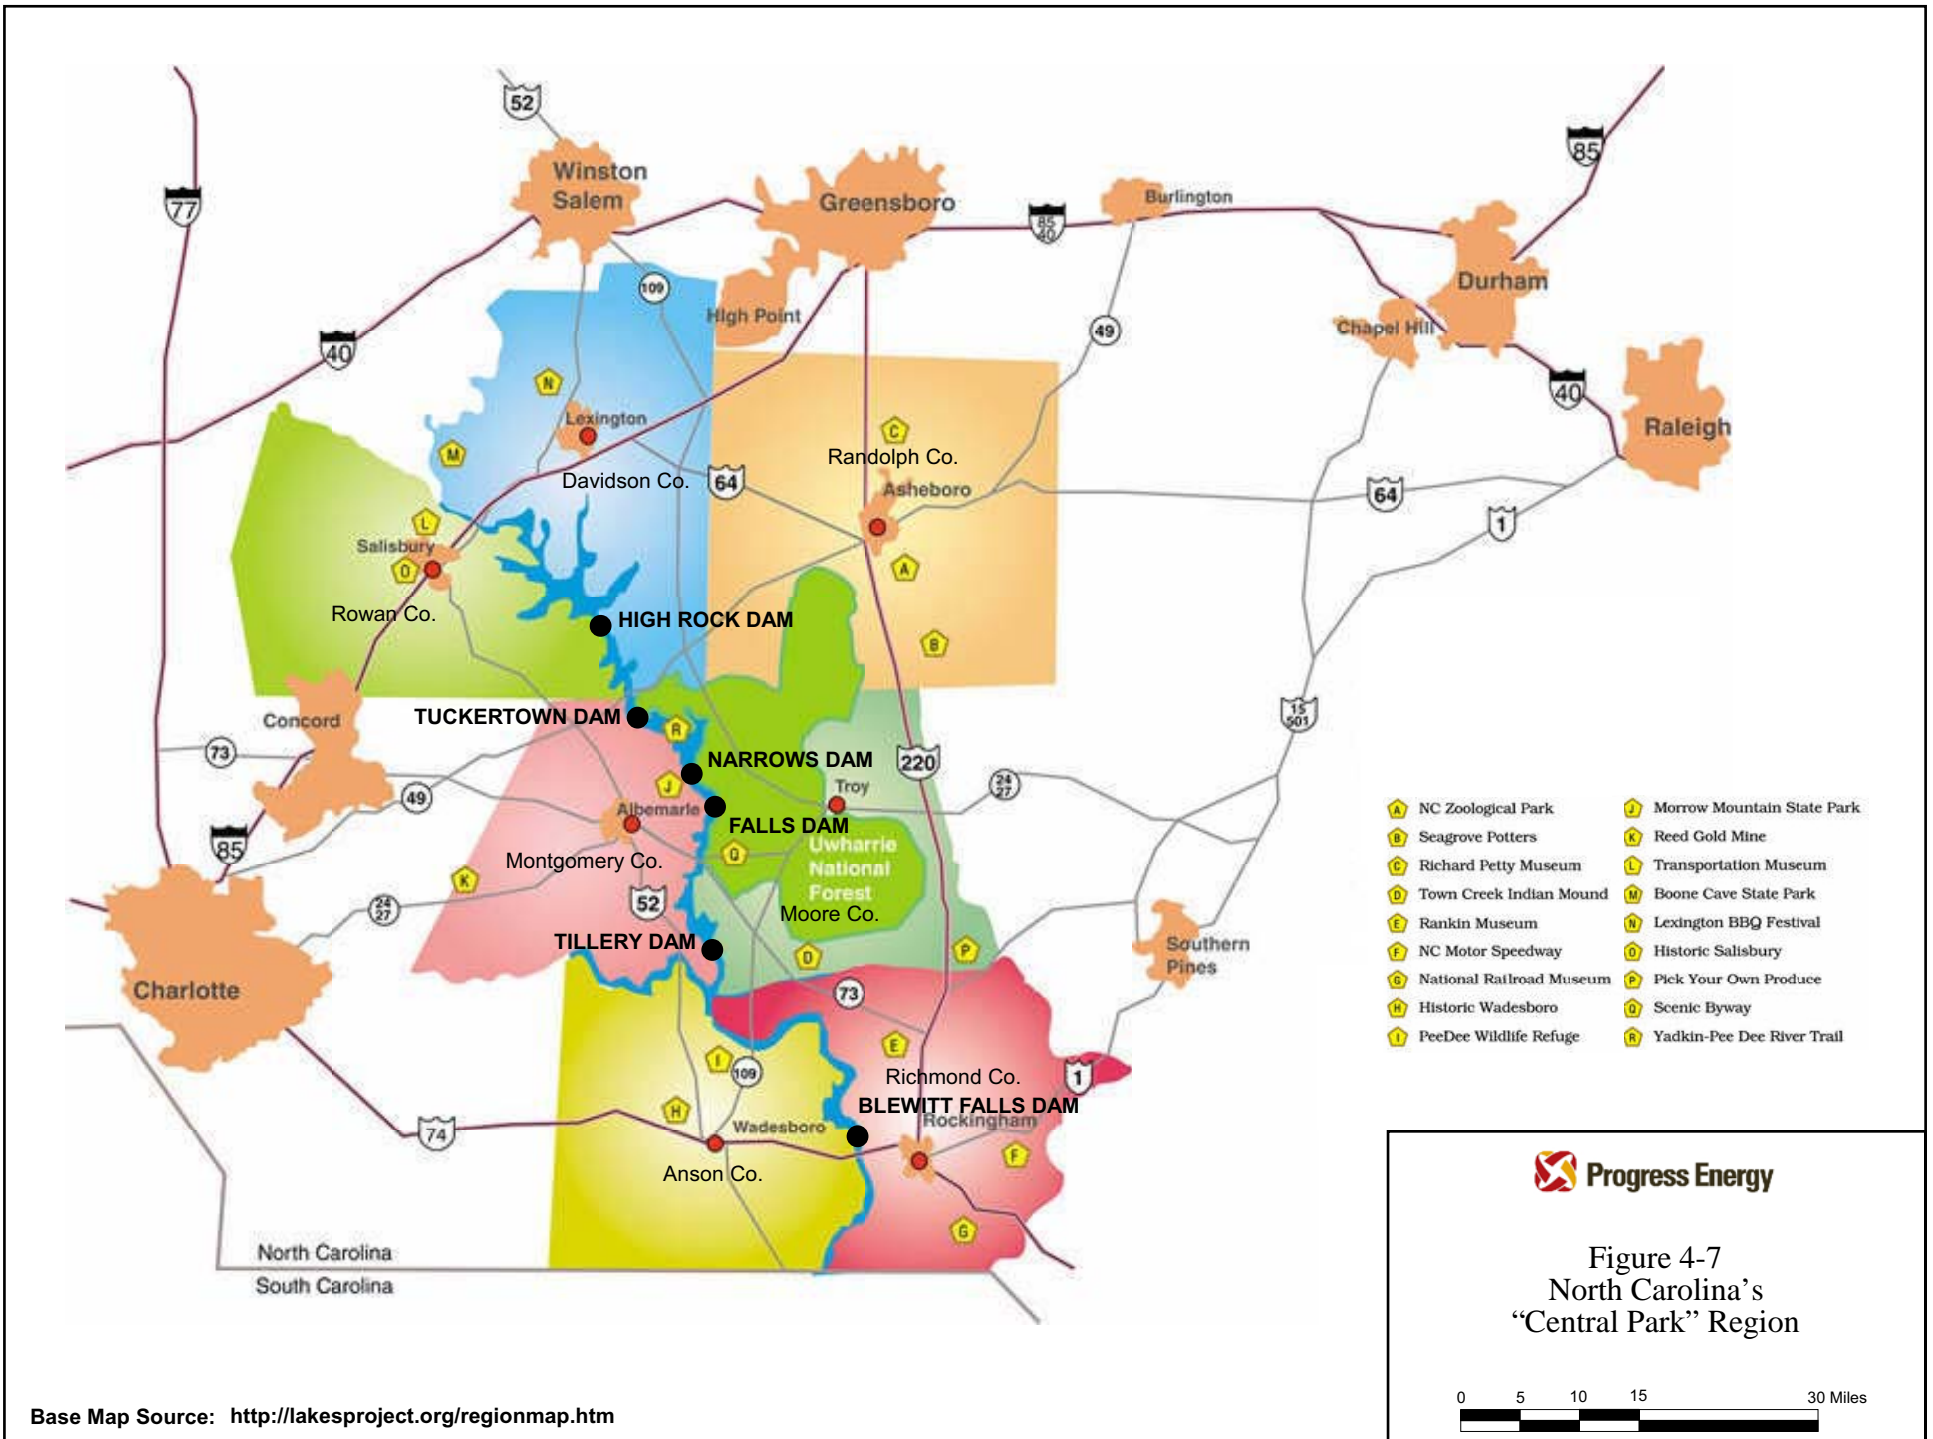 52
Winston
Salem
85
77
Greensboro
85
40
Burlington
Durham
109
High Point
49
Chapel Hill
40
40
Raleigh
N
Lexington
C
M
Randolph Co.
Davidson Co.
64
Asheboro
64
1
L
Salisbury
O
A
Rowan Co.
HIGH ROCK DAM
B
TUCKERTOWN DAM
R
Concord
15
501
73
NARROWS DAM
220
49
J
Troy
24
27
Albemarle
FALLS DAM
85
Uwharrie
National
Forest
Q
Montgomery Co.
K
24
27
52
Moore Co.
TILLERY DAM
D
P
Southern
Pines
Charlotte
73
E
I
109
Richmond Co.
1
BLEWITT FALLS DAM
H
Rockingham
74
Wadesboro
F
Anson Co.
G
North Carolina
South Carolina
A NC Zoological Park
B Seagrove Potters
C Richard Petty Museum
D Town Creek Indian Mound
E Rankin Museum
F NC Motor Speedway
G National Railroad Museum
H Historic Wadesboro
I PeeDee Wildlife Refuge
J Morrow Mountain State Park
K Reed Gold Mine
L Transportation Museum
M Boone Cave State Park
N Lexington BBQ Festival
O Historic Salisbury
P Pick Your Own Produce
Q Scenic Byway
R Yadkin-Pee Dee River Trail
Progress Energy
Figure 4-7
North Carolina's
“Central Park” Region
0 5 10 15 30 Miles
Base Map Source: http://lakesproject.org/regionmap.htm